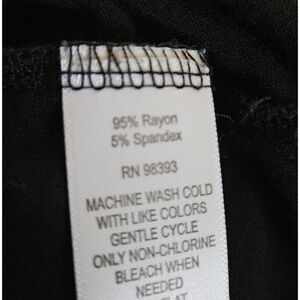 95% Rayon
5% Spandex
RN 98393
MACHINE WASH COLD
WITH LIKE COLORS
GENTLE CYCLE
ONLY NON-CHLORINE
BLEACH WHEN
NEEDED
FLAT